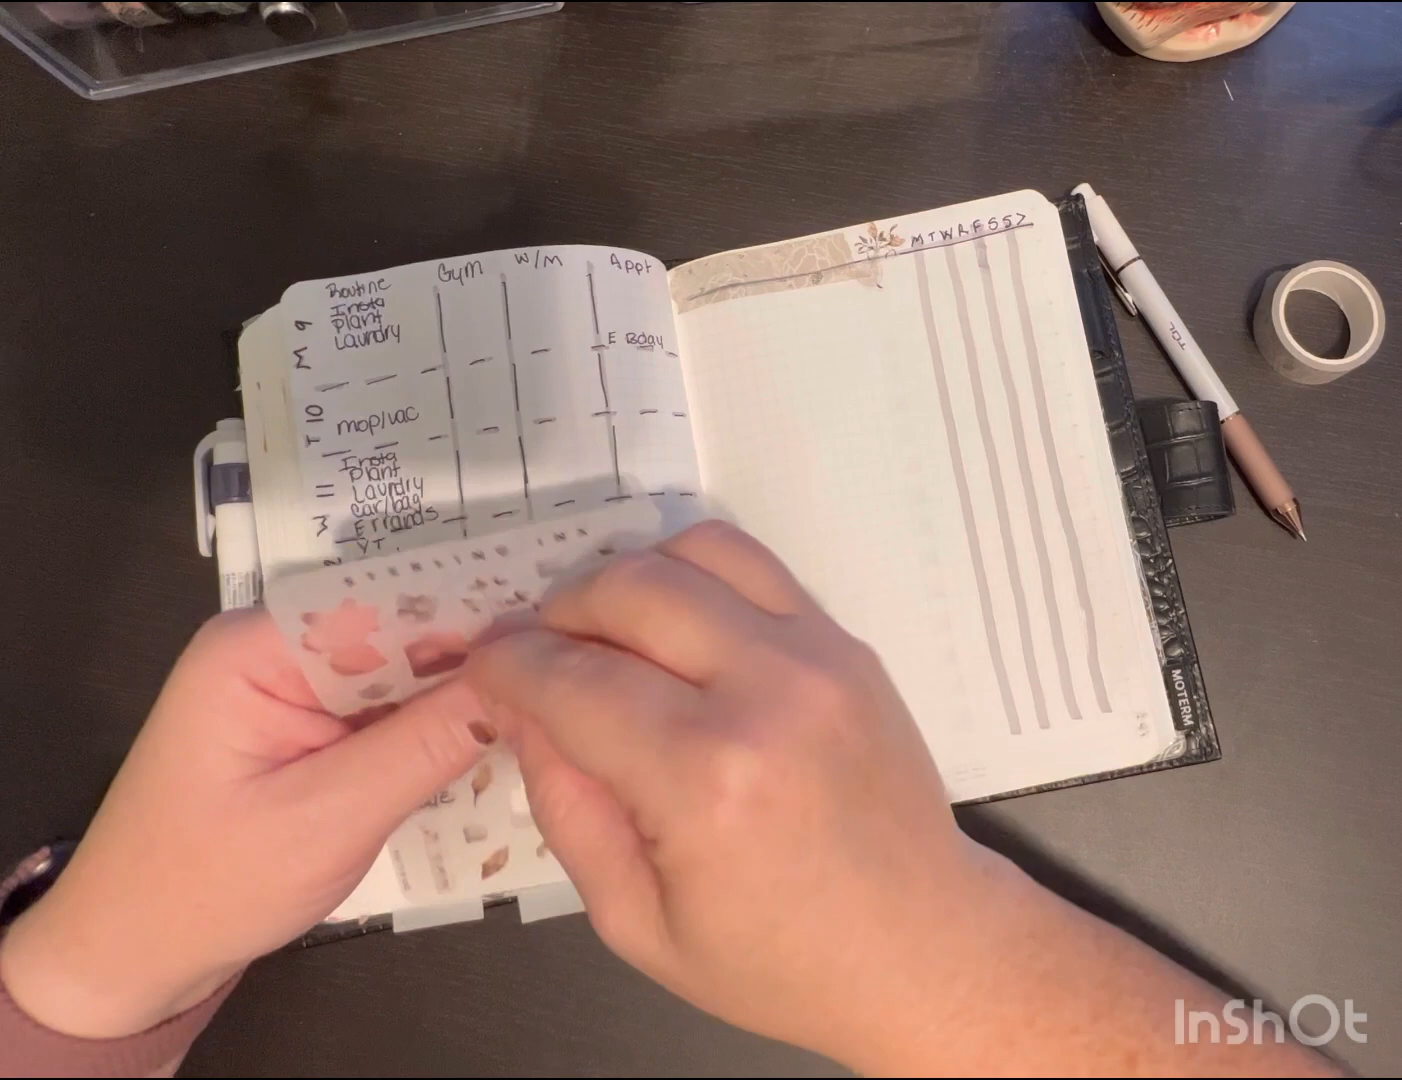 Gym W/M Appt
M 9
Routine
Insta
Plant
Laundry
E Bday
T 10
mop/vac
W 11
Insta
Plant
Laundry
car/bag
Errands
YT
M T W R F S S >
STERLING INK
TUL
MOTERM
InShOt